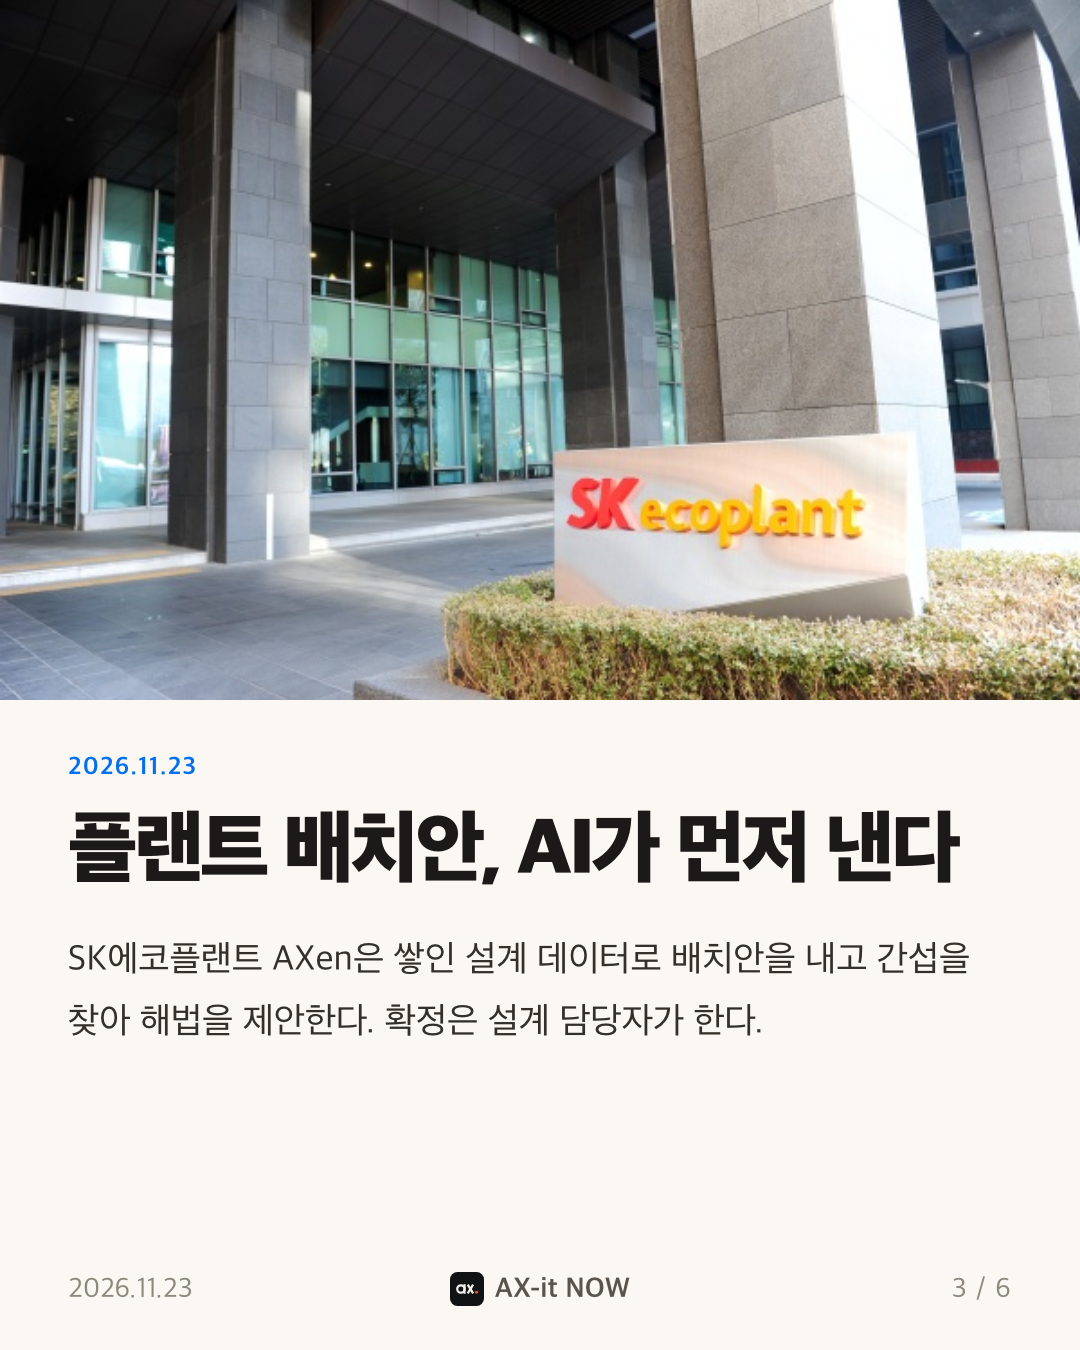 SK ecoplant
2026.11.23
플랜트 배치안, AI가 먼저 낸다
SK에코플랜트 AXen은 쌓인 설계 데이터로 배치안을 내고 간섭을
찾아 해법을 제안한다. 확정은 설계 담당자가 한다.
2026.11.23
ax.
AX-it NOW
3 / 6